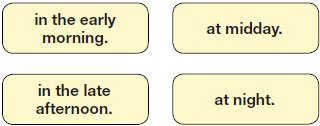 in the early
morning.
at midday.
in the late
afternoon.
at night.